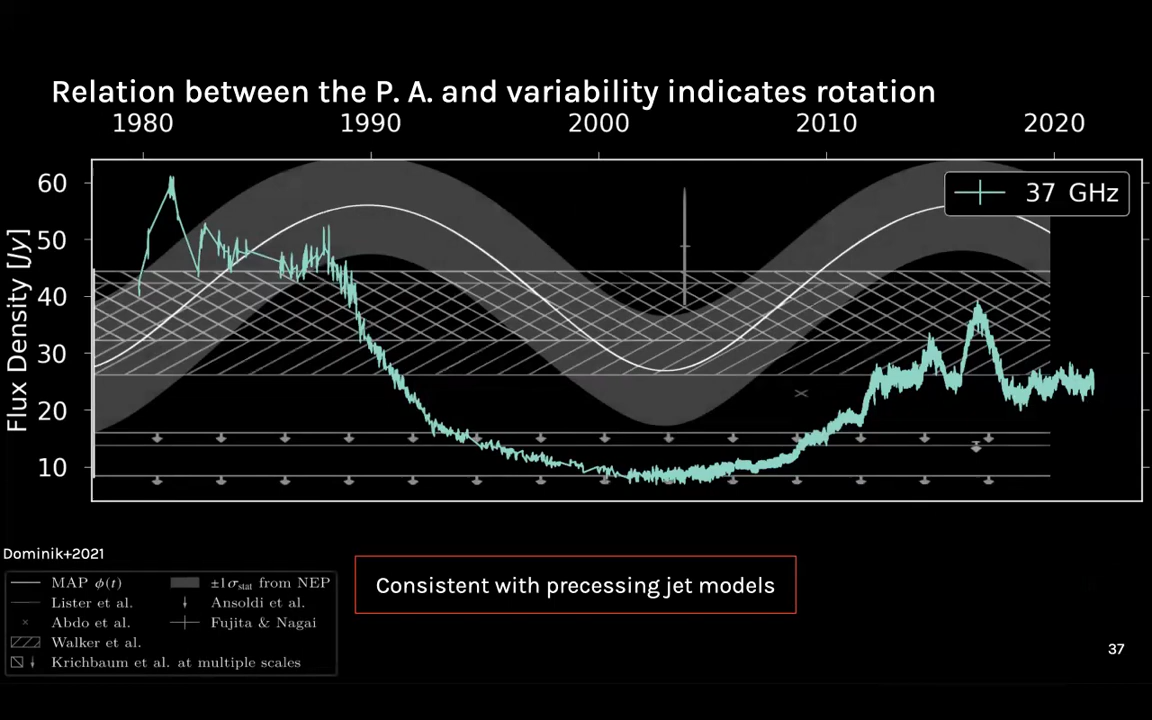 Relation between the P. A. and variability indicates rotation
1980 1990 2000 2010 2020
37 GHz
Flux Density [Jy]
60
50
40
30
20
10
Dominik+2021
MAP ϕ(t)
±1σstat from NEP
Lister et al.
Ansoldi et al.
Abdo et al.
Fujita & Nagai
Walker et al.
Krichbaum et al. at multiple scales
Consistent with precessing jet models
37